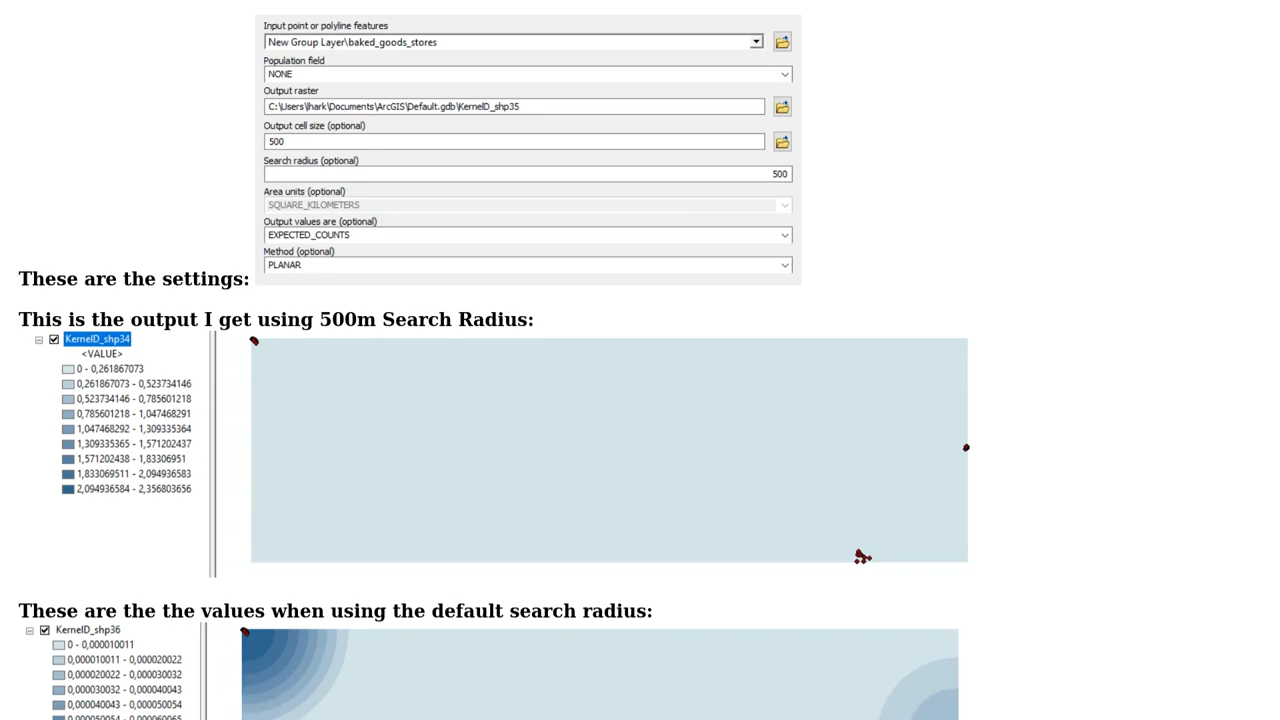 Input point or polyline features
New Group Layer\baked_goods_stores
Population field
NONE
Output raster
C:\Users\lhark\Documents\ArcGIS\Default.gdb\KernelD_shp35
Output cell size (optional)
500
Search radius (optional)
500
Area units (optional)
SQUARE_KILOMETERS
Output values are (optional)
EXPECTED_COUNTS
Method (optional)
PLANAR
These are the settings:
This is the output I get using 500m Search Radius:
KernelD_shp34
<VALUE>
0 - 0,261867073
0,261867073 - 0,523734146
0,523734146 - 0,785601218
0,785601218 - 1,047468291
1,047468292 - 1,309335364
1,309335365 - 1,571202437
1,571202438 - 1,83306951
1,833069511 - 2,094936583
2,094936584 - 2,356803656
These are the the values when using the default search radius:
KernelD_shp36
0 - 0,000010011
0,000010011 - 0,000020022
0,000020022 - 0,000030032
0,000030032 - 0,000040043
0,000040043 - 0,000050054
0,000050054 - 0,000060065